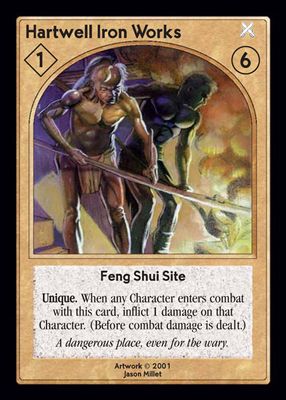 Hartwell Iron Works
1
6
Feng Shui Site
Unique. When any Character enters combat
with this card, inflict 1 damage on that
Character. (Before combat damage is dealt.)
A dangerous place, even for the wary.
Artwork © 2001
Jason Millet